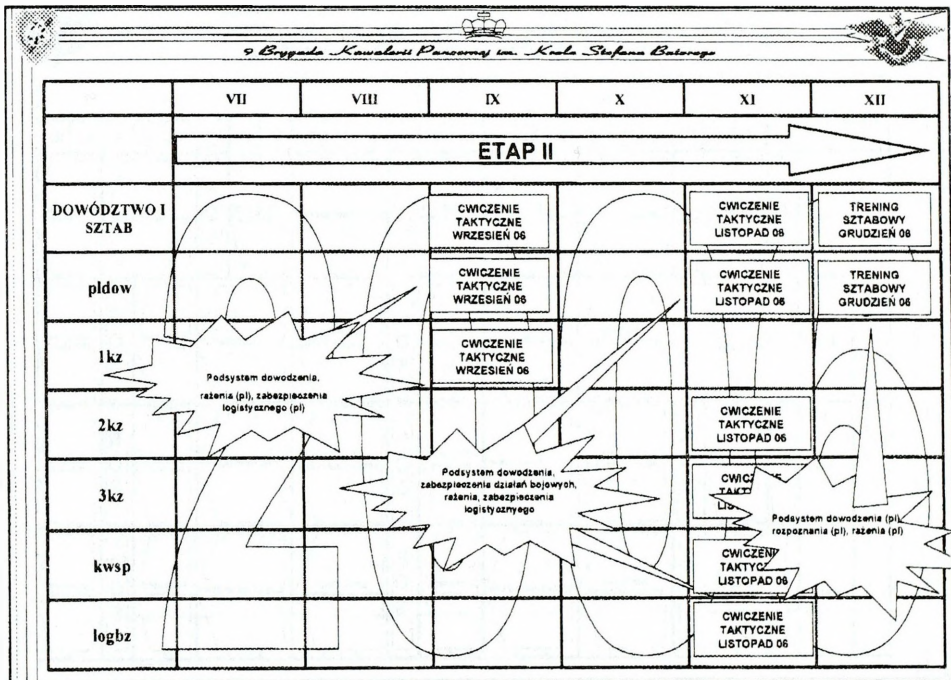 9 Brygada Kawalerii Pancernej im. Króla Stefana Batorego
VII VIII IX X XI XII
ETAP II
DOWÓDZTWO I
SZTAB
CWICZENIE
TAKTYCZNE
WRZESIEŃ 06
CWICZENIE
TAKTYCZNE
LISTOPAD 06
TRENING
SZTABOWY
GRUDZIEŃ 06
pldow
CWICZENIE
TAKTYCZNE
WRZESIEŃ 06
CWICZENIE
TAKTYCZNE
LISTOPAD 06
TRENING
SZTABOWY
GRUDZIEŃ 06
1kz
CWICZENIE
TAKTYCZNE
WRZESIEŃ 06
Podsystem dowodzenia,
rażenia (pl), zabezpieczenia
logistycznego (pl)
2kz
CWICZENIE
TAKTYCZNE
LISTOPAD 06
3kz
Podsystem dowodzenia,
zabezpieczenia działań bojowych,
rażenia, zabezpieczenia
logistycznego
Podsystem dowodzenia (pl),
rozpoznania (pl), rażenia (pl)
kwsp
LISTOPAD 06
logbz
CWICZENIE
TAKTYCZNE
LISTOPAD 06